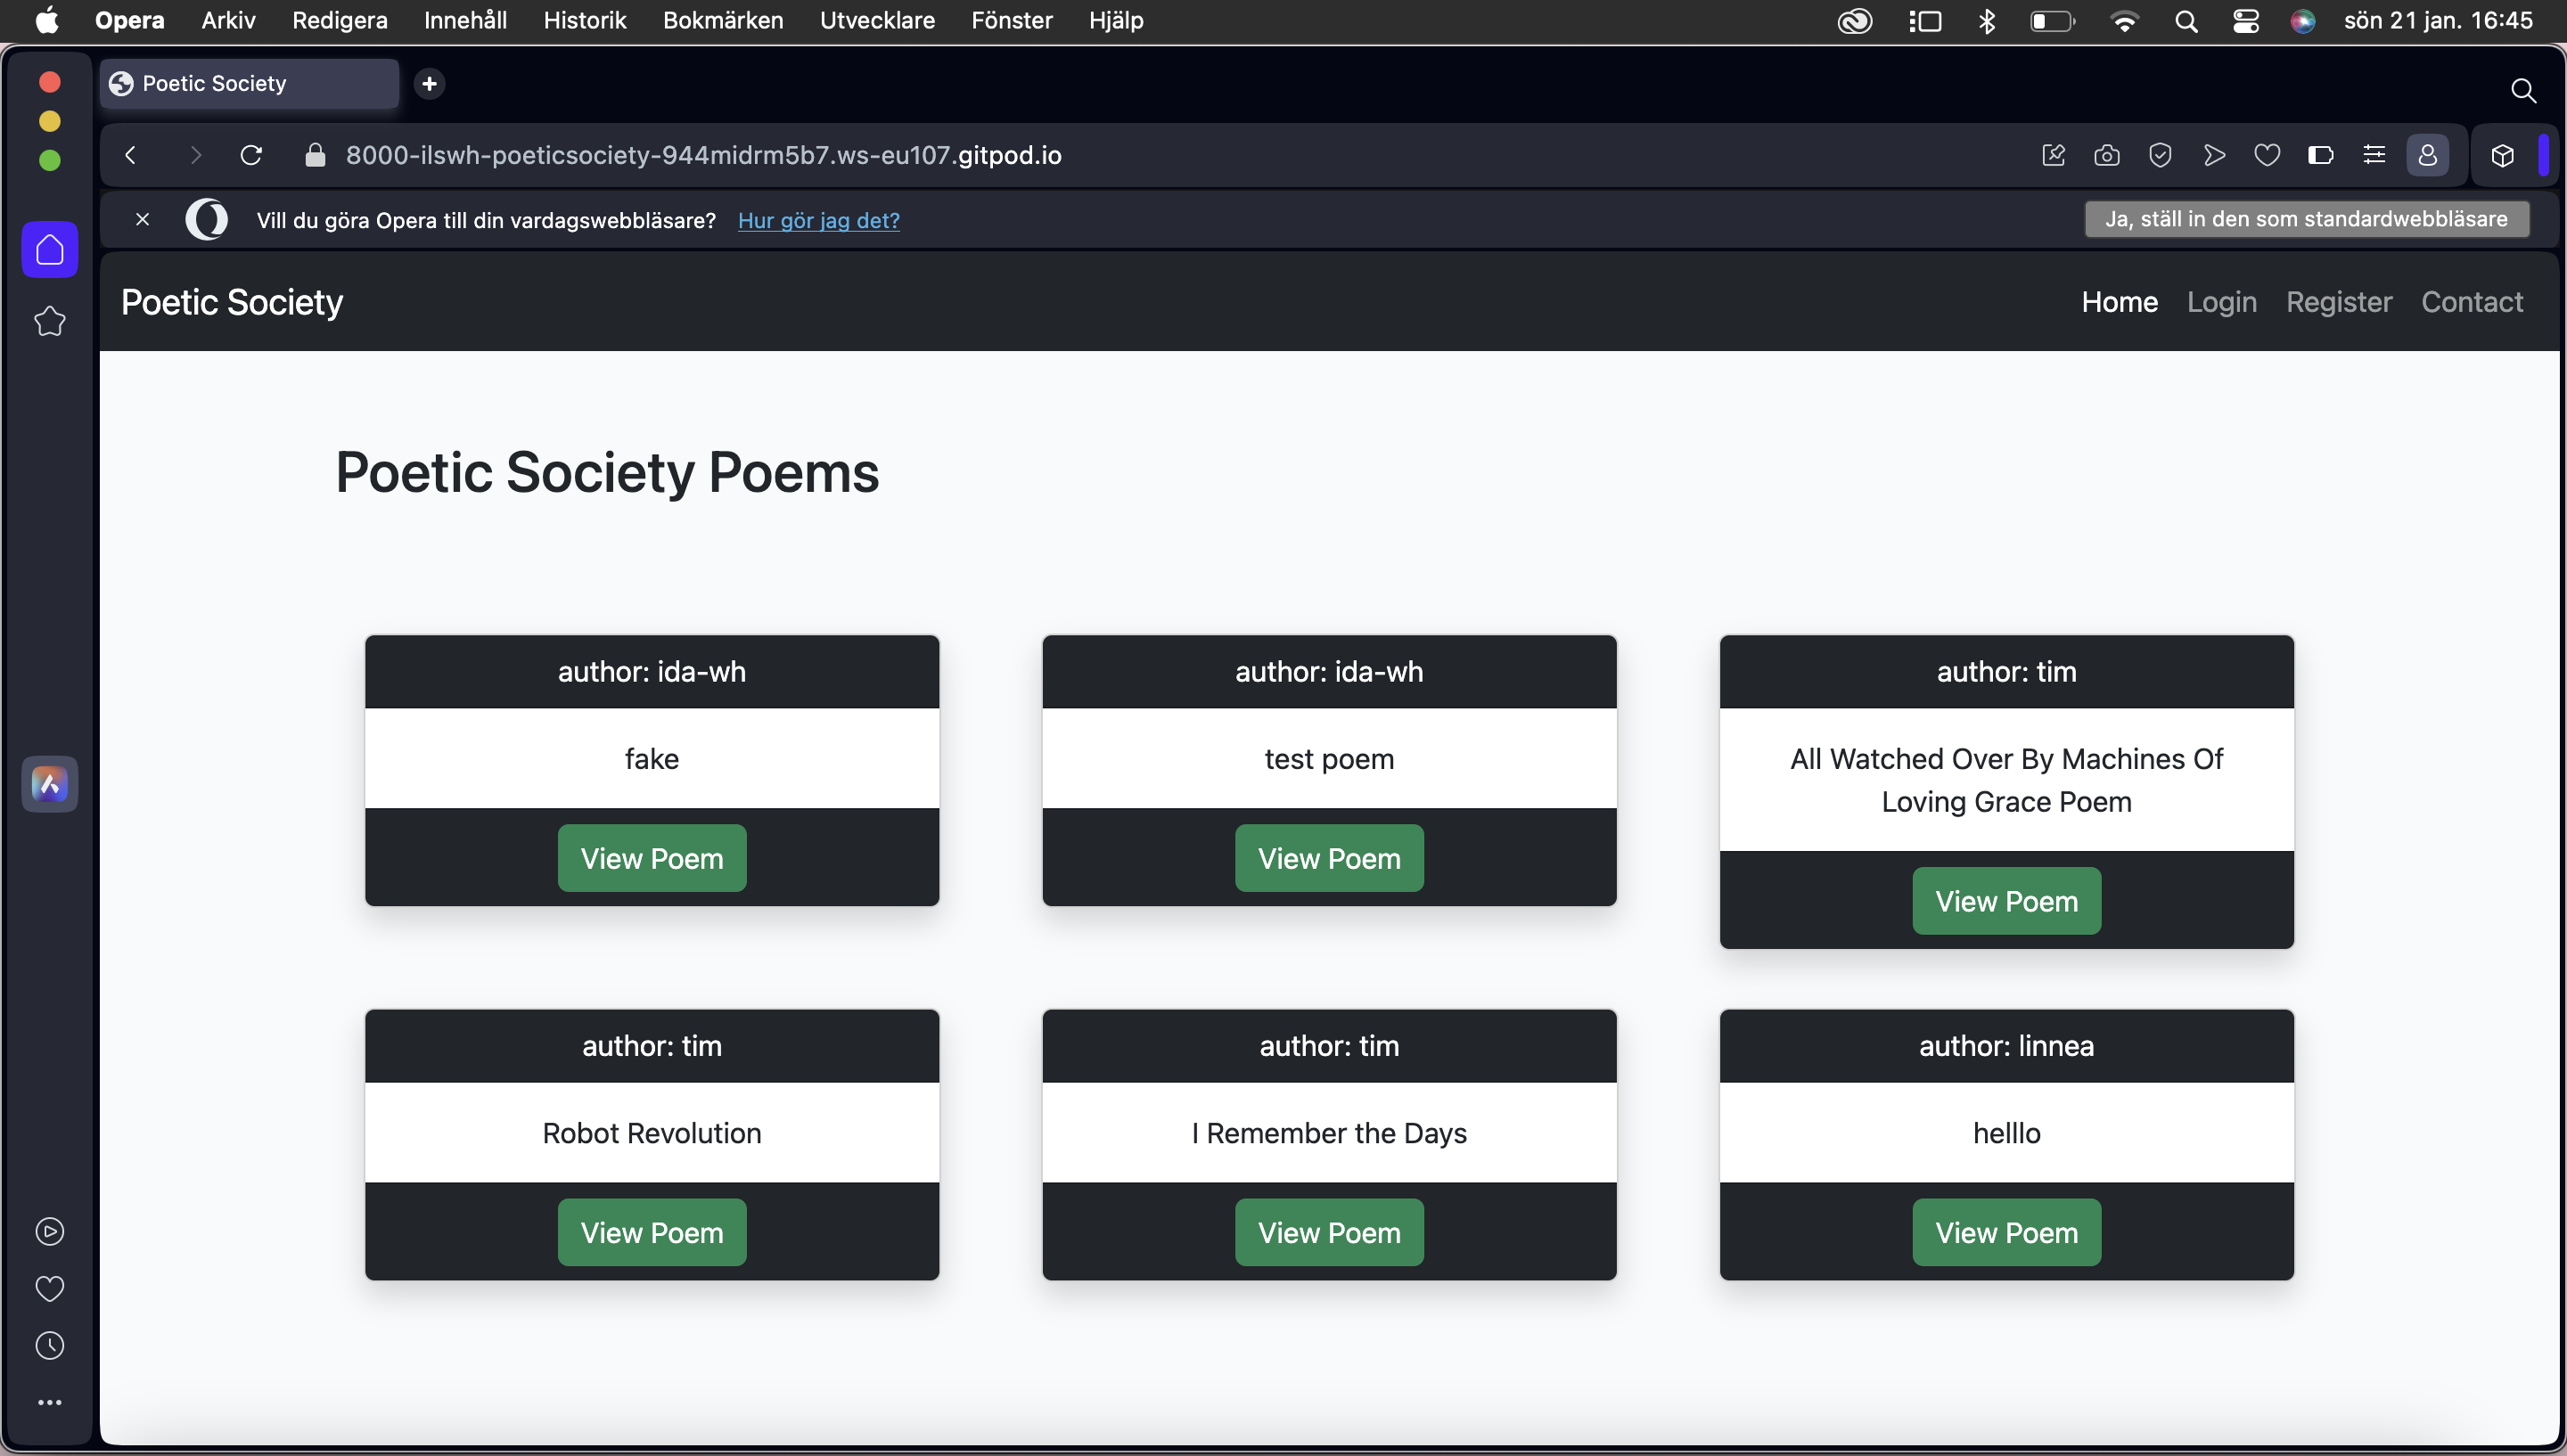 Opera Arkiv Redigera Innehåll Historik Bokmärken Utvecklare Fönster Hjälp sön 21 jan. 16:45
Poetic Society
8000-ilswh-poeticsociety-944midrm5b7.ws-eu107.gitpod.io
Vill du göra Opera till din vardagswebbläsare? Hur gör jag det? Ja, ställ in den som standardwebbläsare
Poetic Society Home Login Register Contact
Poetic Society Poems
author: ida-wh
fake
View Poem
author: ida-wh
test poem
View Poem
author: tim
All Watched Over By Machines Of
Loving Grace Poem
View Poem
author: tim
Robot Revolution
View Poem
author: tim
I Remember the Days
View Poem
author: linnea
helllo
View Poem